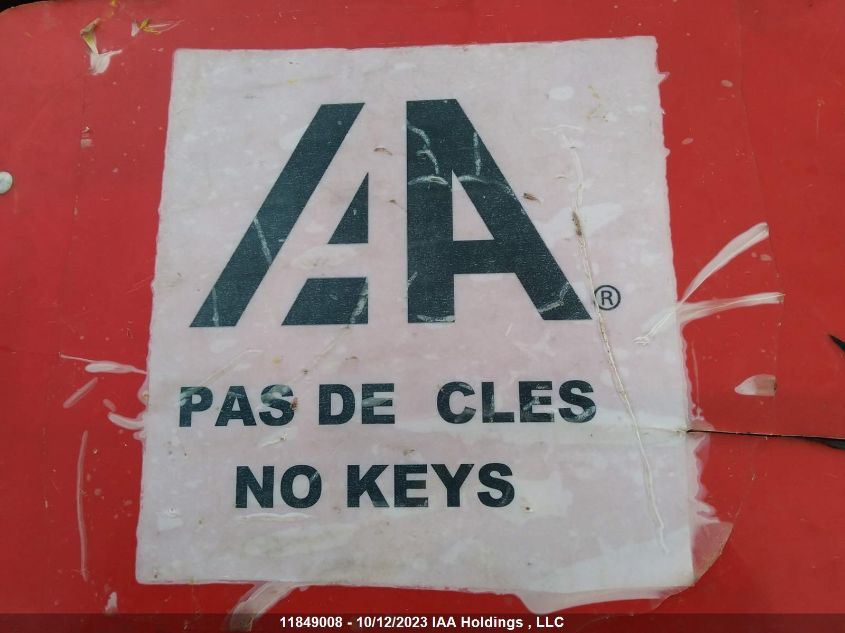 IAA®
PAS DE CLES
NO KEYS
11849008 - 10/12/2023 IAA Holdings , LLC